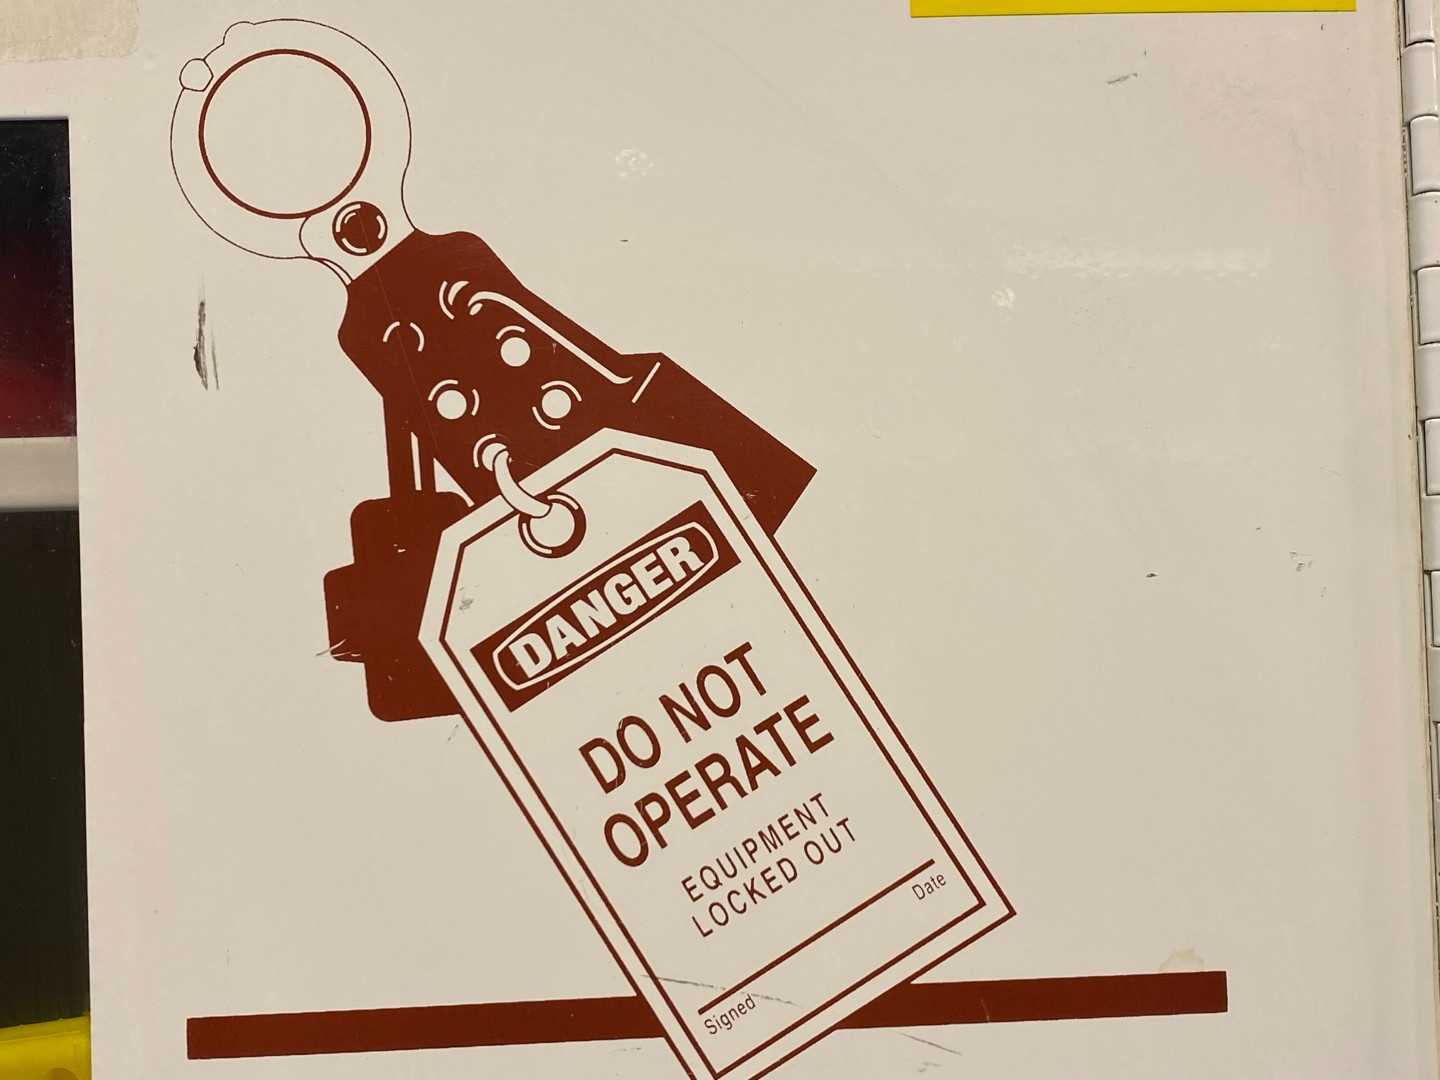 DANGER
DO NOT
OPERATE
EQUIPMENT
LOCKED OUT
Signed Date